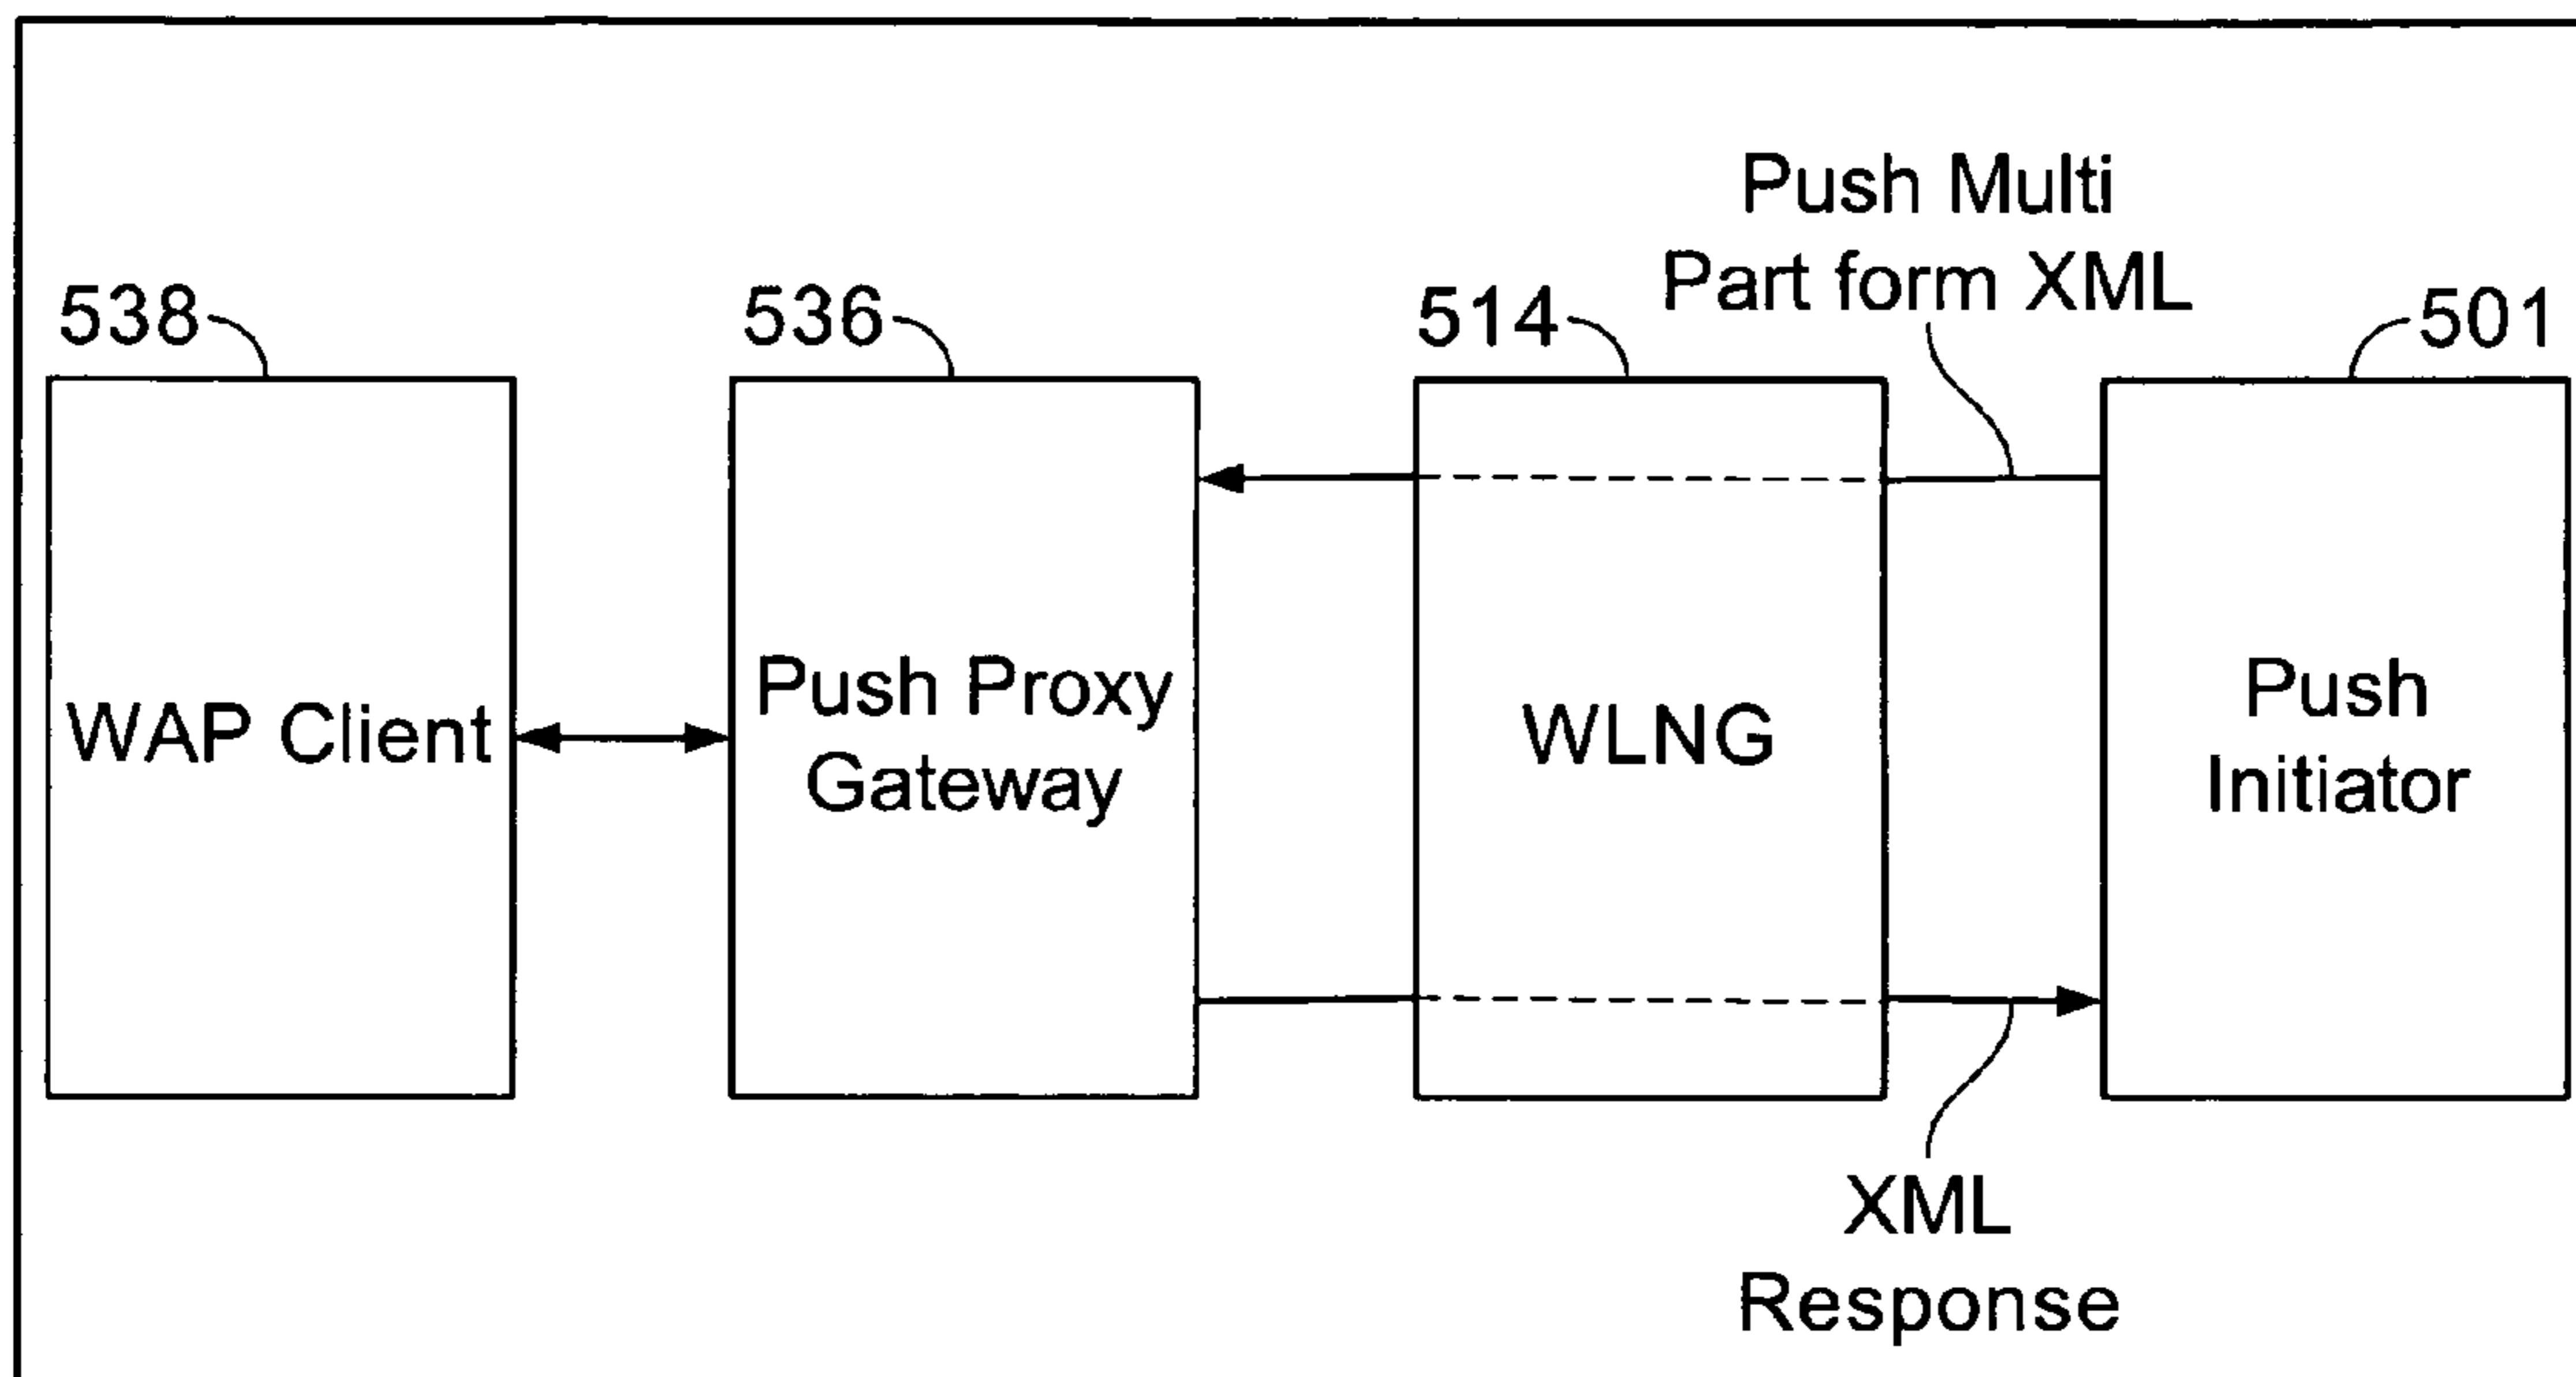 Push Multi
Part form XML
538
536
514
501
WAP Client
Push Proxy
Gateway
WLNG
Push
Initiator
XML
Response